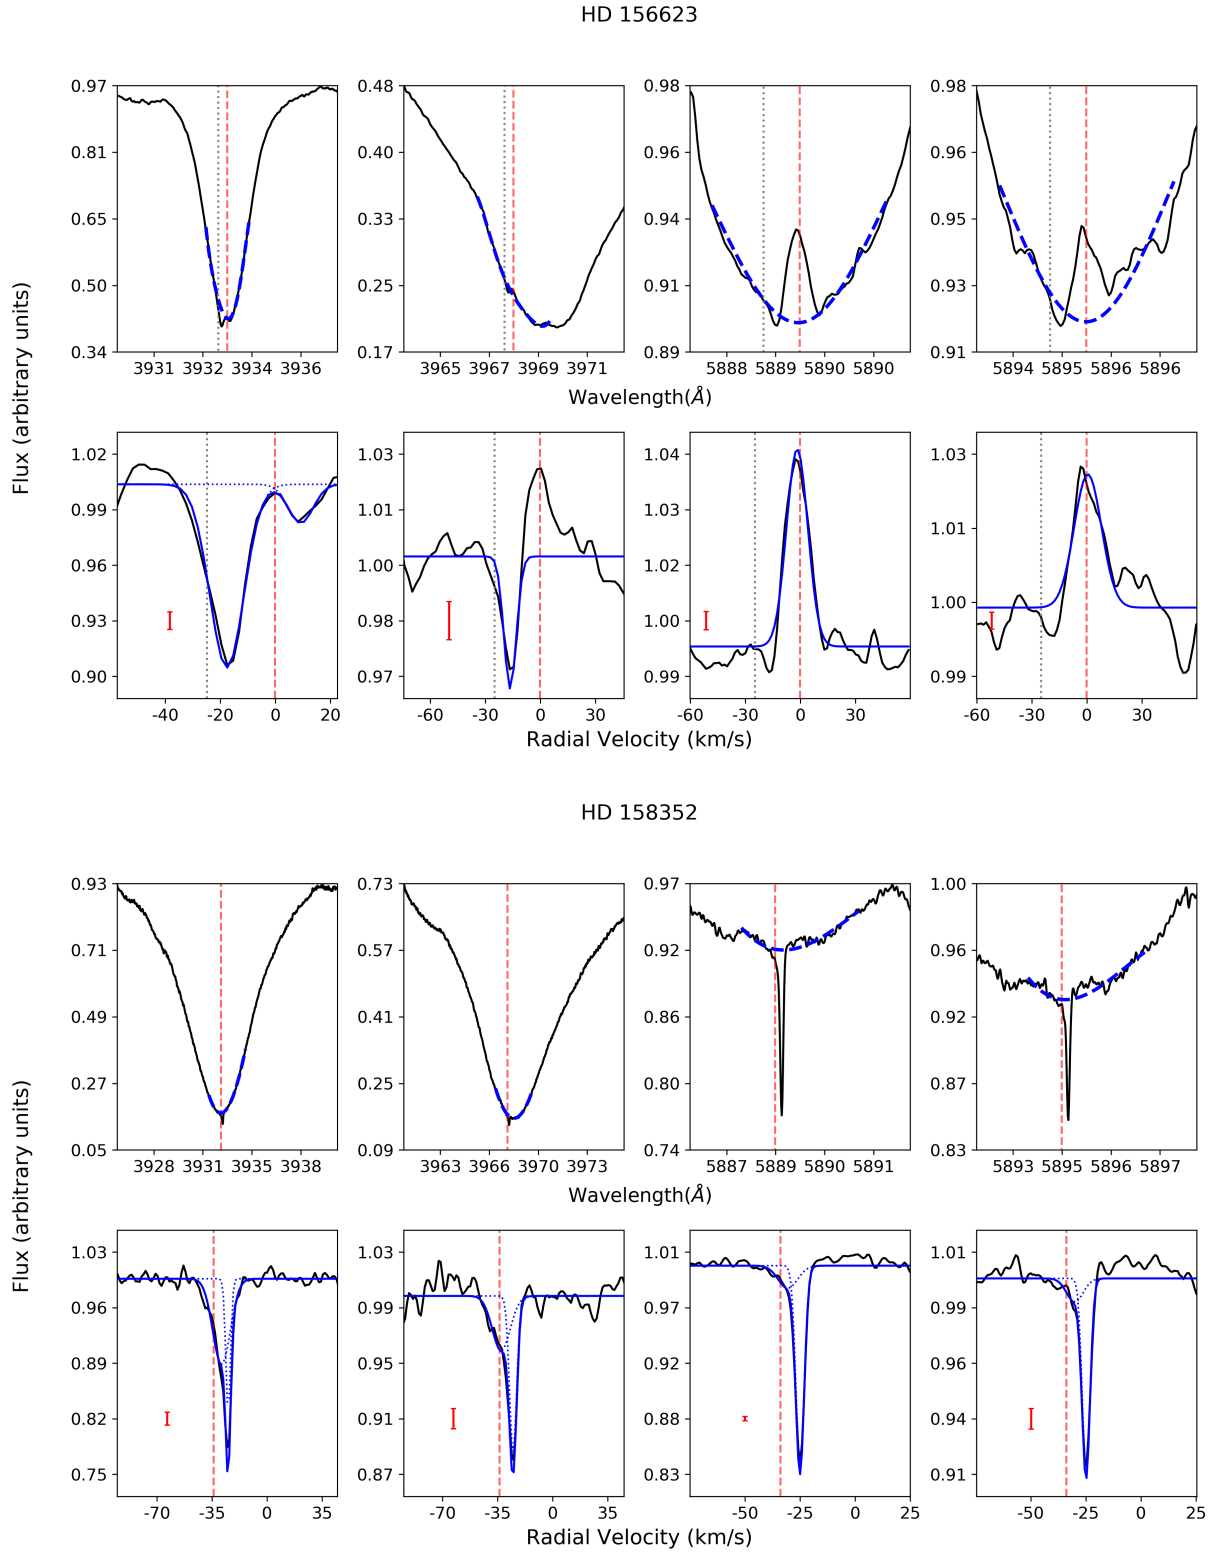 HD 156623
0.97 0.48 0.98 0.98
0.81 0.40 0.96 0.96
0.65 0.33 0.94 0.95
0.50 0.25 0.91 0.93
0.34 0.17 0.89 0.91
3931 3932 3934 3936 3965 3967 3969 3971 5888 5889 5890 5890 5894 5895 5896 5896
Wavelength(Å)
Flux (arbitrary units)
1.02 1.03 1.04 1.03
0.99 1.01 1.03 1.01
0.96 1.00 1.02 1.00
0.93 0.98 1.00 0.99
0.90 0.97 0.99
-40 -20 0 20 -60 -30 0 30 -60 -30 0 30 -60 -30 0 30
Radial Velocity (km/s)
HD 158352
0.93 0.73 0.97 1.00
0.71 0.57 0.92 0.96
0.49 0.41 0.86 0.92
0.27 0.25 0.80 0.87
0.05 0.09 0.74 0.83
3928 3931 3935 3938 3963 3966 3970 3973 5887 5889 5890 5891 5893 5895 5896 5897
Wavelength(Å)
Flux (arbitrary units)
1.03 1.03 1.01 1.01
0.96 0.99 0.97 0.99
0.89 0.95 0.92 0.96
0.82 0.91 0.88 0.94
0.75 0.87 0.83 0.91
-70 -35 0 35 -70 -35 0 35 -50 -25 0 25 -50 -25 0 25
Radial Velocity (km/s)